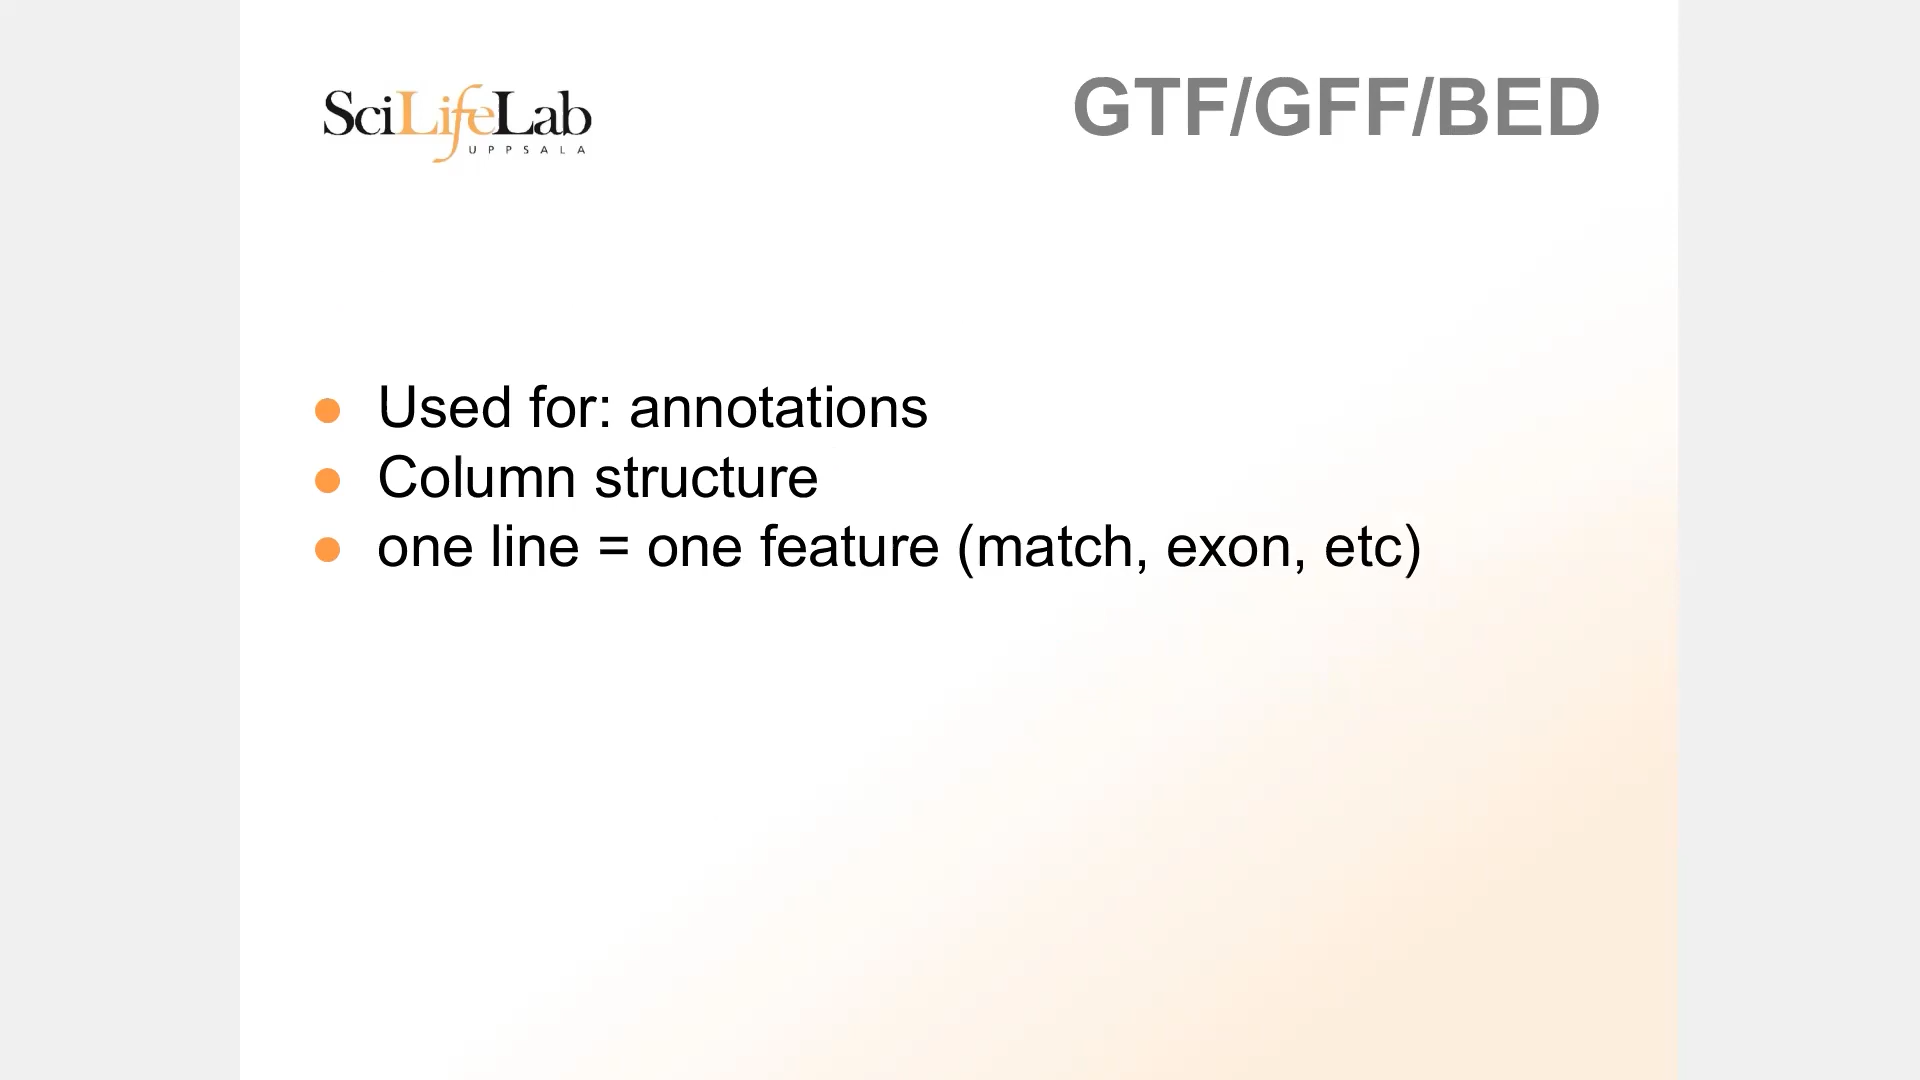 SciLifeLab
UPPSALA
GTF/GFF/BED
Used for: annotations
Column structure
one line = one feature (match, exon, etc)